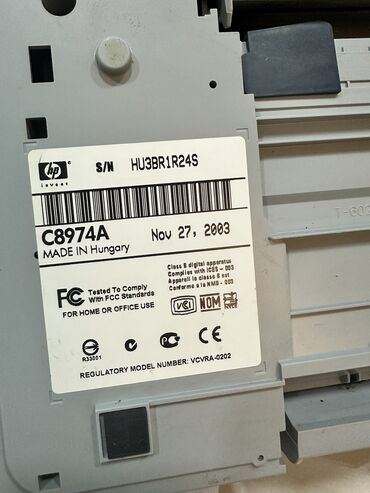 hp
invent
S/N HU3BR1R24S
C8974A Nov 27, 2003
MADE IN Hungary
Class B digital apparatus
Complies with ICES - 003
Appareil la classe B est
Conforme a la NMB - 003
FC Tested To Comply
With FCC Standards
FOR HOME OR OFFICE USE
VCI NOM
R33001
REGULATORY MODEL NUMBER: VCVRA-0202